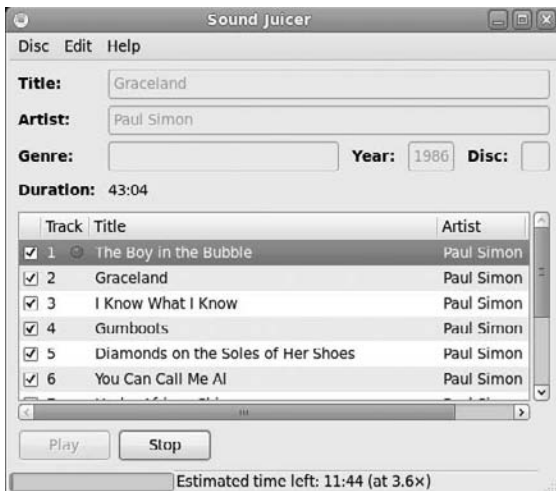 Sound Juicer
Disc Edit Help
Title: Graceland
Artist: Paul Simon
Genre: Year: 1986 Disc:
Duration: 43:04
Track Title Artist
1 The Boy in the Bubble Paul Simon
2 Graceland Paul Simon
3 I Know What I Know Paul Simon
4 Gumboots Paul Simon
5 Diamonds on the Soles of Her Shoes Paul Simon
6 You Can Call Me Al Paul Simon
Play Stop
Estimated time left: 11:44 (at 3.6×)